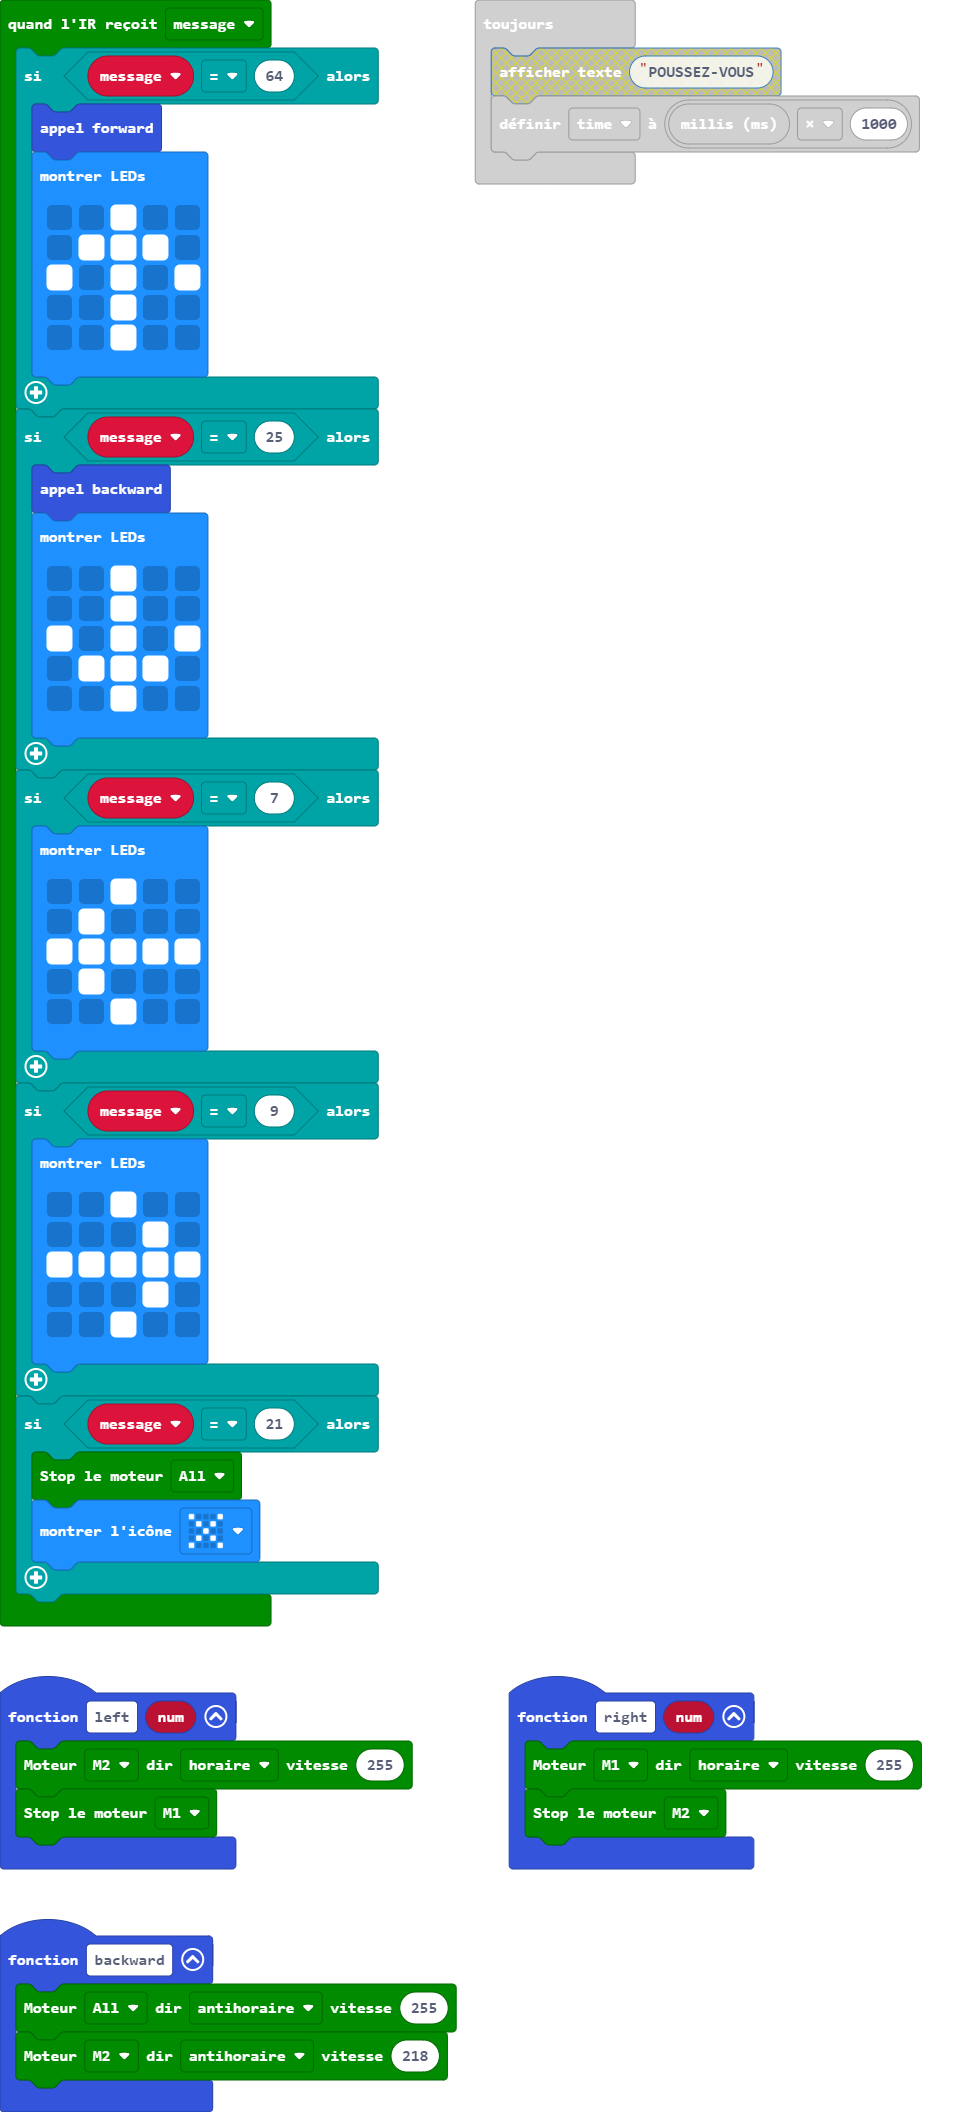 quand l'IR reçoit message
si message = 64 alors
appel forward
montrer LEDs
si message = 25 alors
appel backward
montrer LEDs
si message = 7 alors
montrer LEDs
si message = 9 alors
montrer LEDs
si message = 21 alors
Stop le moteur All
montrer l'icône
toujours
afficher texte "POUSSEZ-VOUS"
définir time à millis (ms) × 1000
fonction left num
Moteur M2 dir horaire vitesse 255
Stop le moteur M1
fonction right num
Moteur M1 dir horaire vitesse 255
Stop le moteur M2
fonction backward
Moteur All dir antihoraire vitesse 255
Moteur M2 dir antihoraire vitesse 218